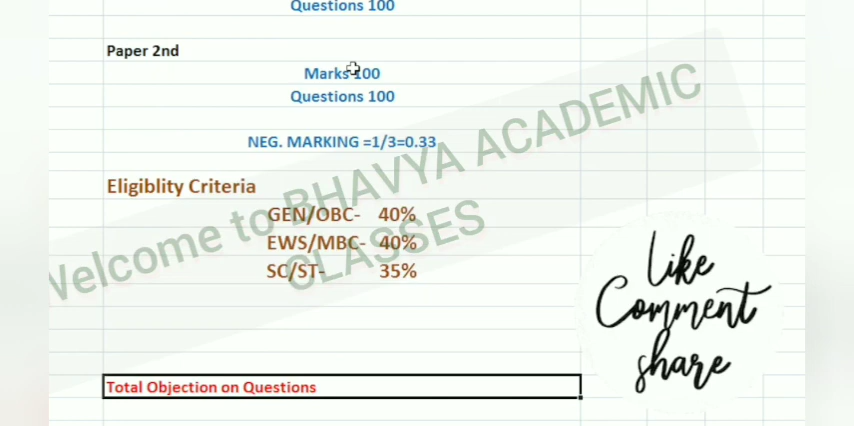 Questions 100
Paper 2nd
Marks 100
Questions 100
NEG. MARKING =1/3=0.33
Eligiblity Criteria
GEN/OBC- 40%
EWS/MBC- 40%
SC/ST- 35%
Welcome to BHAVYA ACADEMIC
CLASSES
Like
Comment
share
Total Objection on Questions